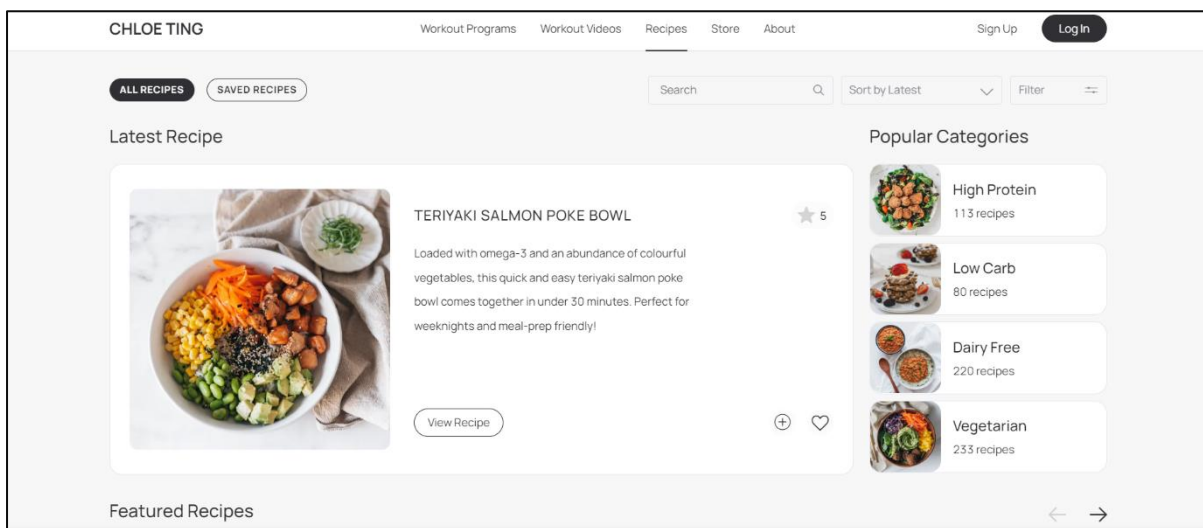 CHLOE TING
Workout Programs
Workout Videos
Recipes
Store
About
Sign Up
Log In
ALL RECIPES
SAVED RECIPES
Search
Sort by Latest
Filter
Latest Recipe
TERIYAKI SALMON POKE BOWL
5
Loaded with omega-3 and an abundance of colourful
vegetables, this quick and easy teriyaki salmon poke
bowl comes together in under 30 minutes. Perfect for
weeknights and meal-prep friendly!
View Recipe
Popular Categories
High Protein
113 recipes
Low Carb
80 recipes
Dairy Free
220 recipes
Vegetarian
233 recipes
Featured Recipes